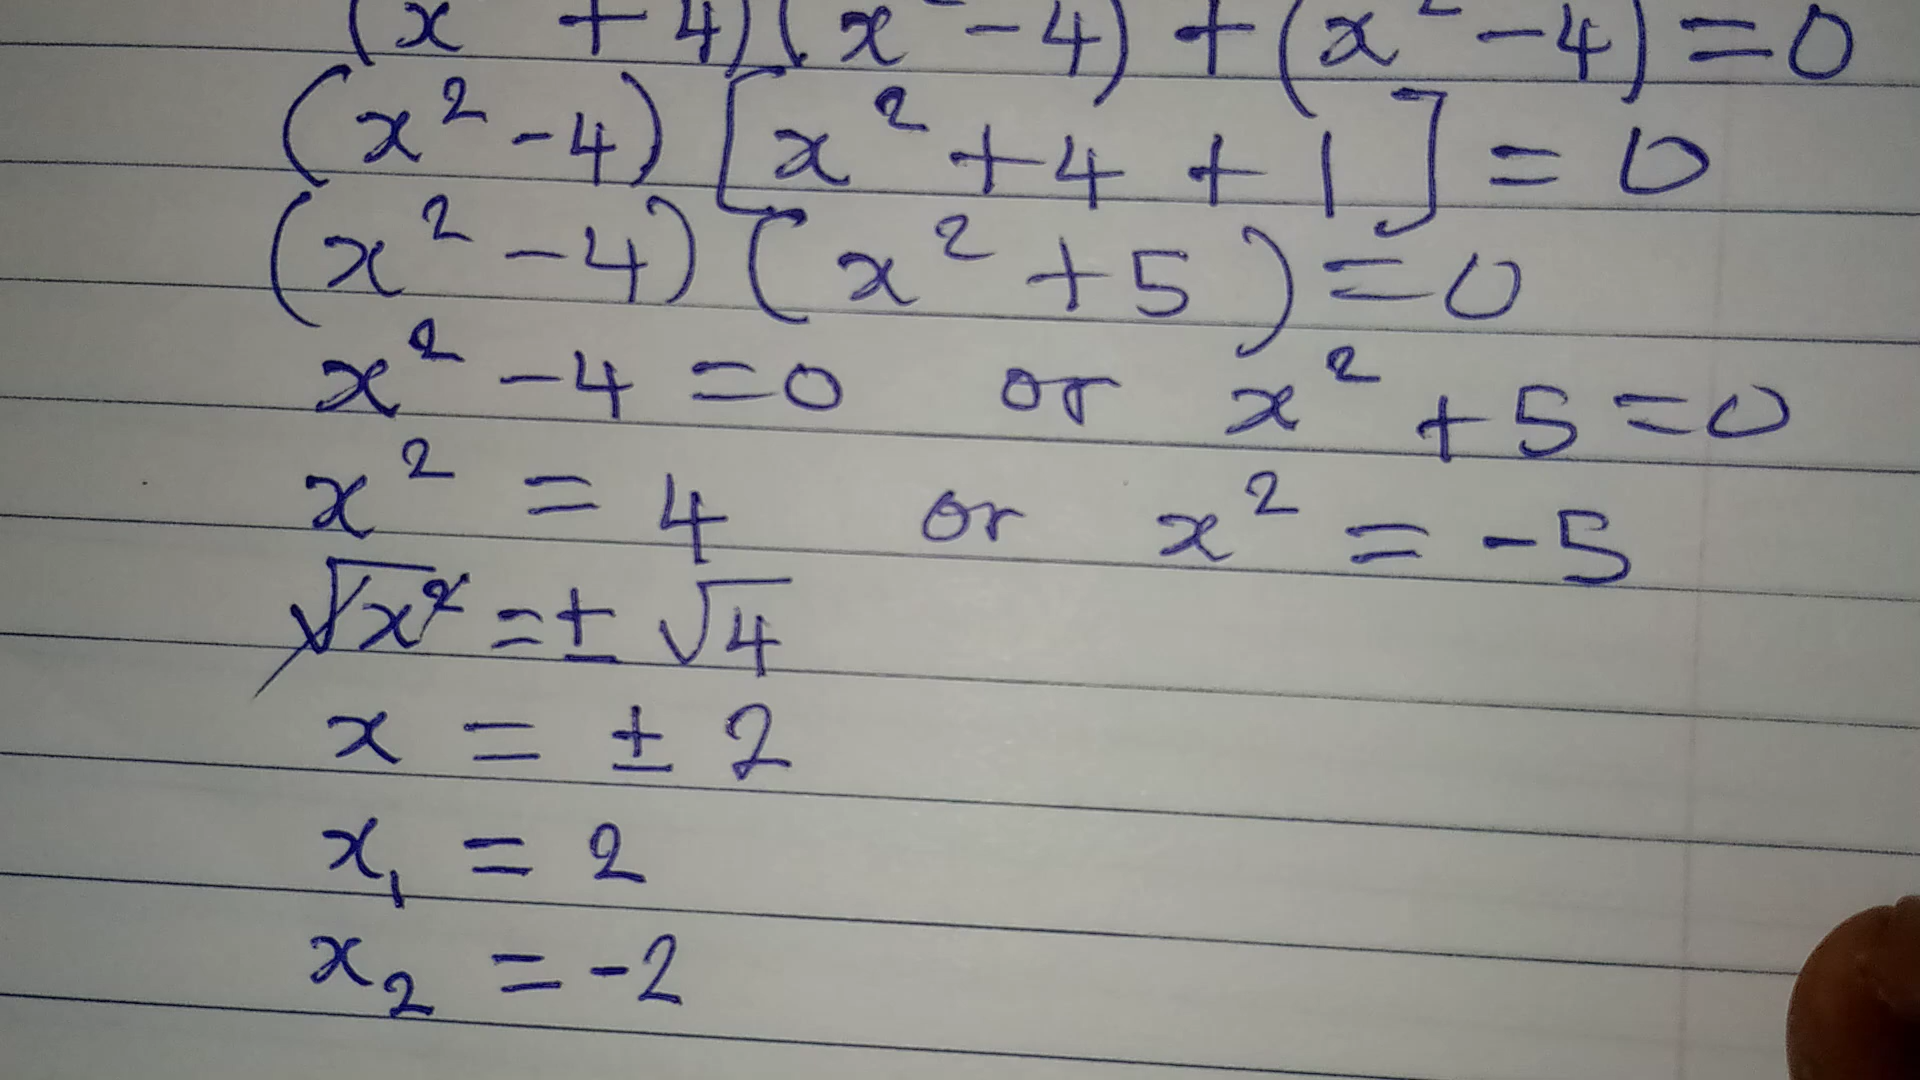 (x² + 4)(x² - 4) + (x² - 4) = 0
(x² - 4)[x² + 4 + 1] = 0
(x² - 4)(x² + 5) = 0
x² - 4 = 0 or x² + 5 = 0
x² = 4 or x² = -5
√x² = ± √4
x = ± 2
x₁ = 2
x₂ = -2